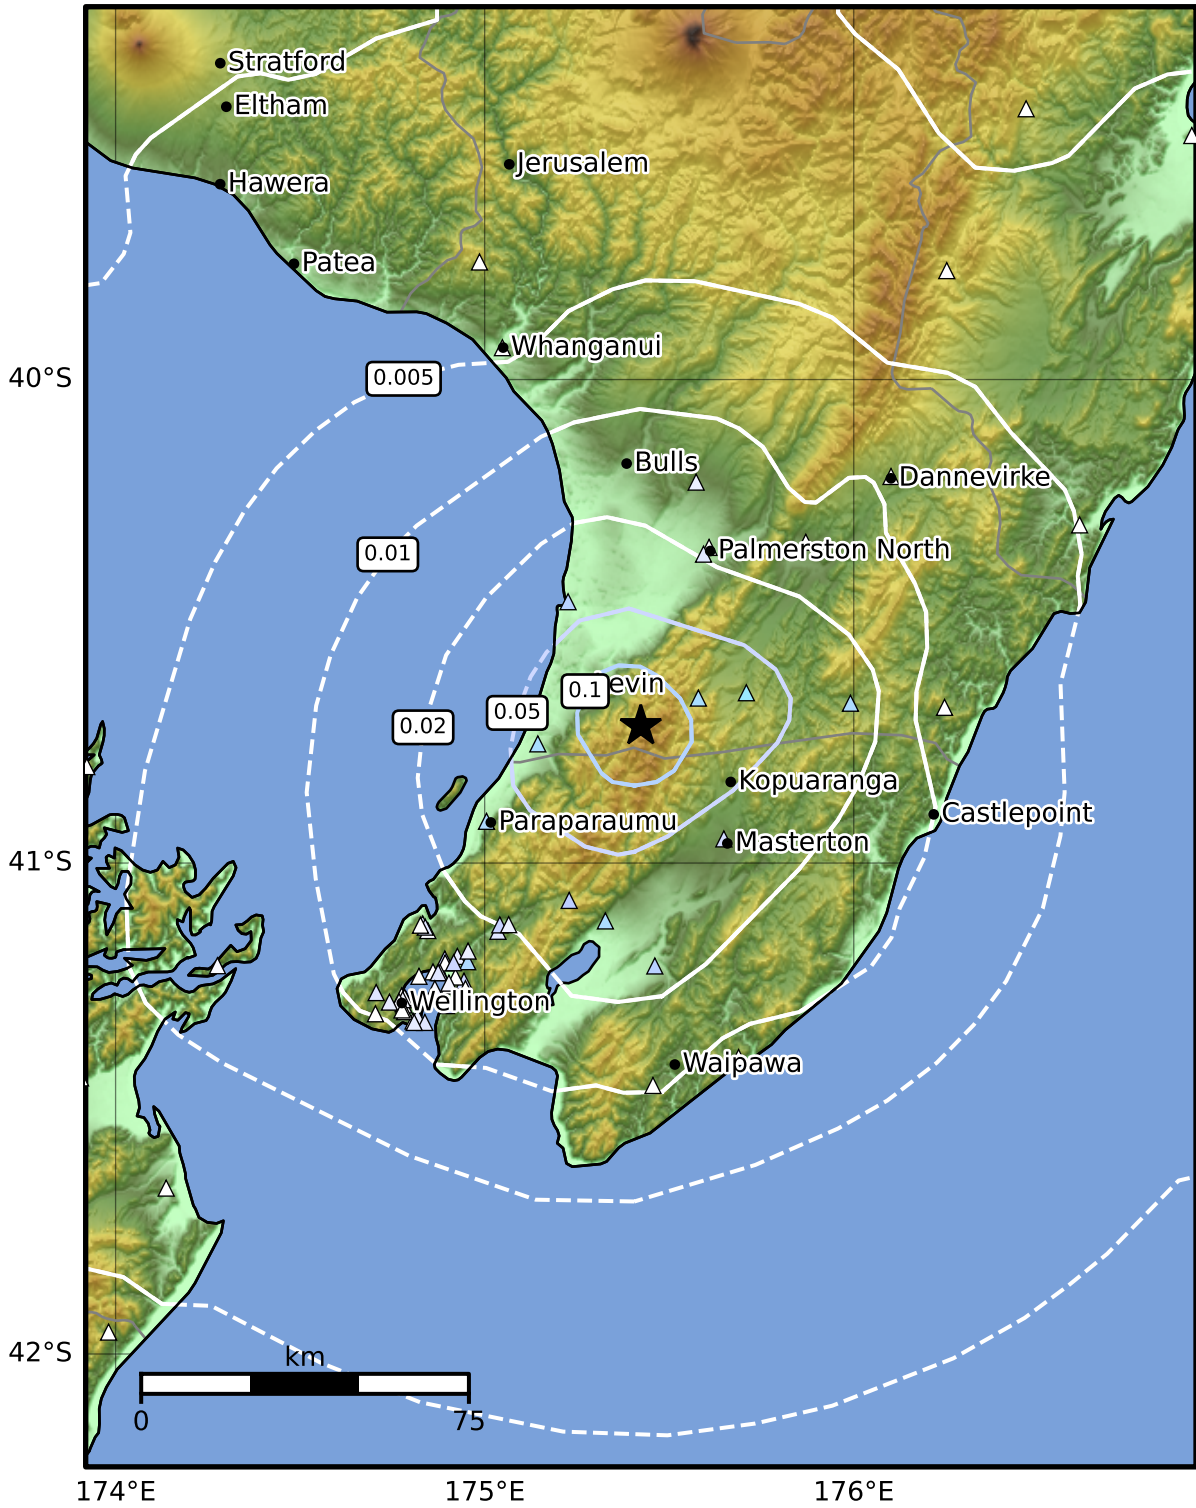 Stratford
Eltham
Jerusalem
Hawera
Patea
Whanganui
40°S
0.005
Bulls
Dannevirke
0.01
Palmerston North
evin
0.1
0.05
0.02
Kopuaranga
Castlepoint
Paraparaumu
Masterton
41°S
Wellington
Waipawa
42°S
km
0 75
174°E 175°E 176°E